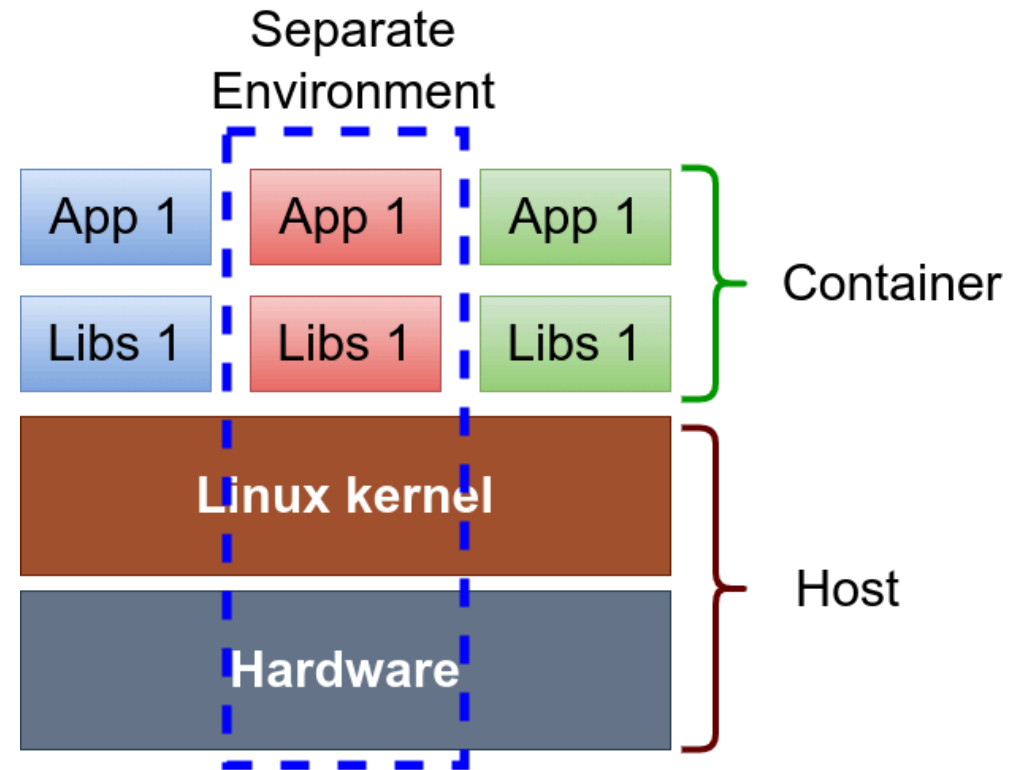 Separate
Environment
App 1
App 1
App 1
Container
Libs 1
Libs 1
Libs 1
Linux kernel
Host
Hardware